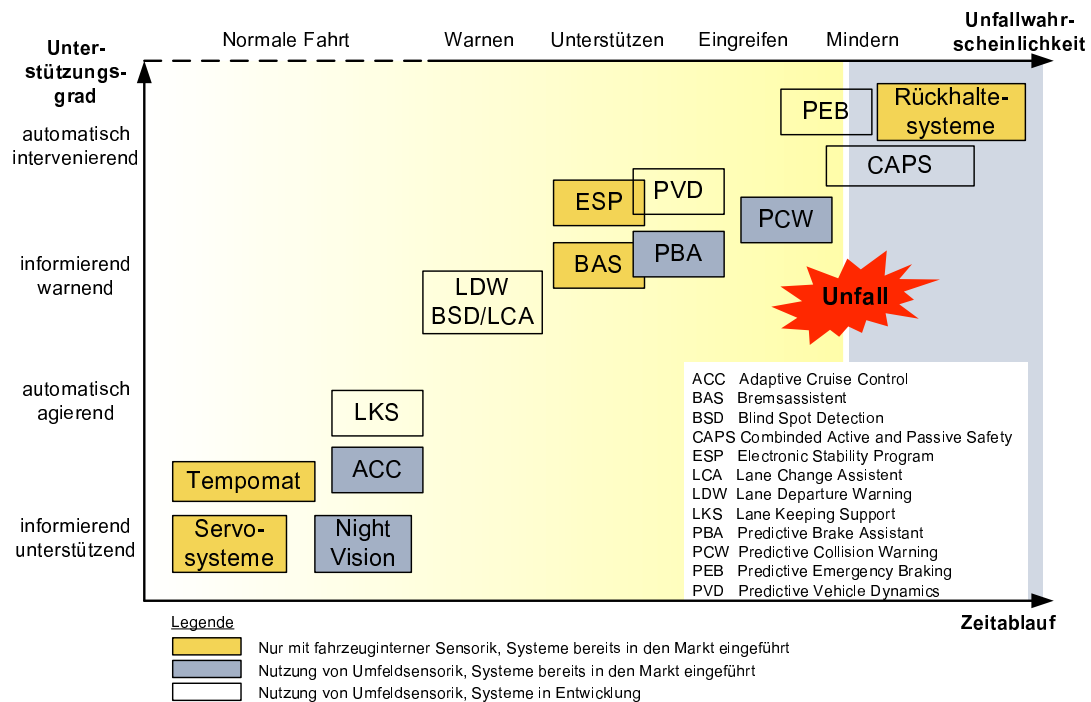 Unfallwahr-
scheinlichkeit
Normale Fahrt
Warnen
Unterstützen
Eingreifen
Mindern
Unter-
stützungs-
grad
automatisch
intervenierend
informierend
warnend
automatisch
agierend
informierend
unterstützend
PEB
Rückhalte-
systeme
CAPS
ESP
PVD
PCW
BAS
PBA
LDW
BSD/LCA
Unfall
LKS
ACC
Tempomat
Servo-
systeme
Night
Vision
ACC Adaptive Cruise Control
BAS Bremsassistent
BSD Blind Spot Detection
CAPS Combinded Active and Passive Safety
ESP Electronic Stability Program
LCA Lane Change Assistent
LDW Lane Departure Warning
LKS Lane Keeping Support
PBA Predictive Brake Assistant
PCW Predictive Collision Warning
PEB Predictive Emergency Braking
PVD Predictive Vehicle Dynamics
Zeitablauf
Legende
Nur mit fahrzeuginterner Sensorik, Systeme bereits in den Markt eingeführt
Nutzung von Umfeldsensorik, Systeme bereits in den Markt eingeführt
Nutzung von Umfeldsensorik, Systeme in Entwicklung